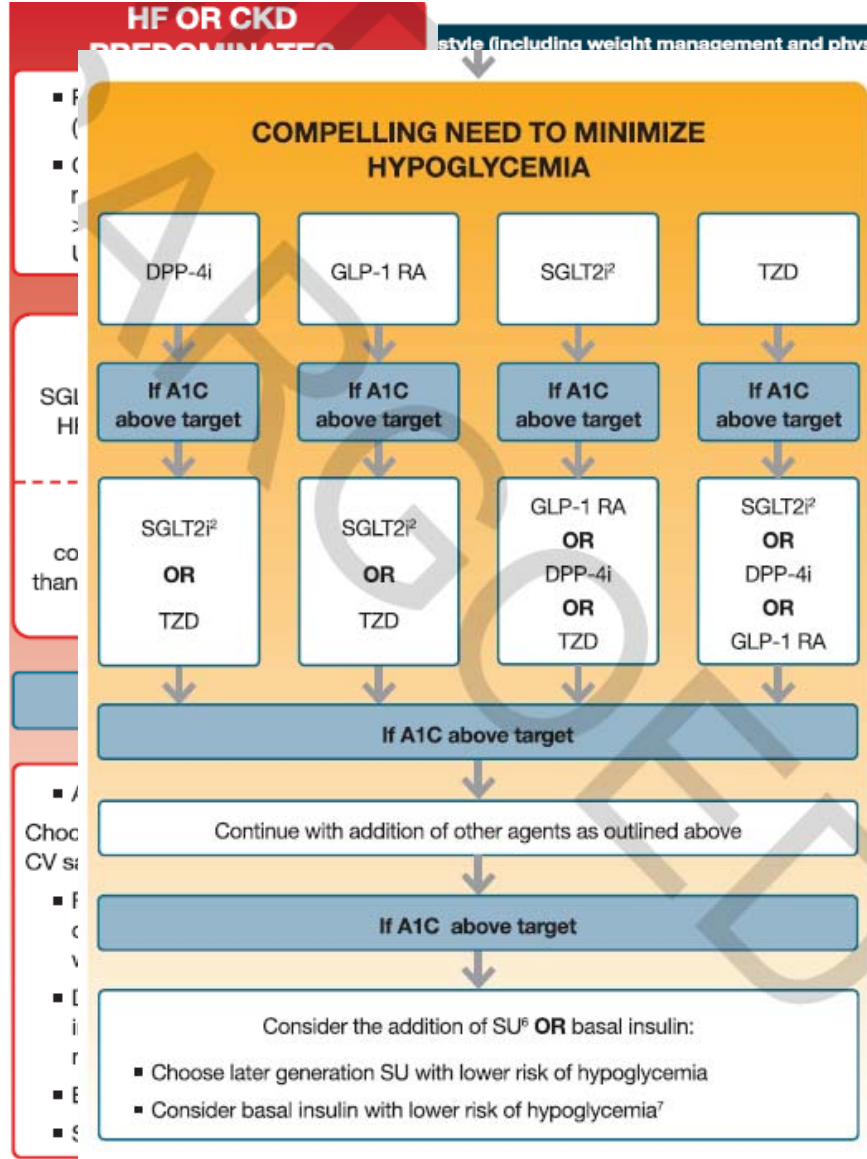 HF OR CKD
PREDOMINATES
style (including weight management and phys
COMPELLING NEED TO MINIMIZE
HYPOGLYCEMIA
DPP-4i
GLP-1 RA
SGLT2i²
TZD
If A1C
above target
If A1C
above target
If A1C
above target
If A1C
above target
SGLT2i²
OR
TZD
SGLT2i²
OR
TZD
GLP-1 RA
OR
DPP-4i
OR
TZD
SGLT2i²
OR
DPP-4i
OR
GLP-1 RA
If A1C above target
Continue with addition of other agents as outlined above
If A1C above target
Consider the addition of SU⁶ OR basal insulin:
▪ Choose later generation SU with lower risk of hypoglycemia
▪ Consider basal insulin with lower risk of hypoglycemia⁷
co
than
CV